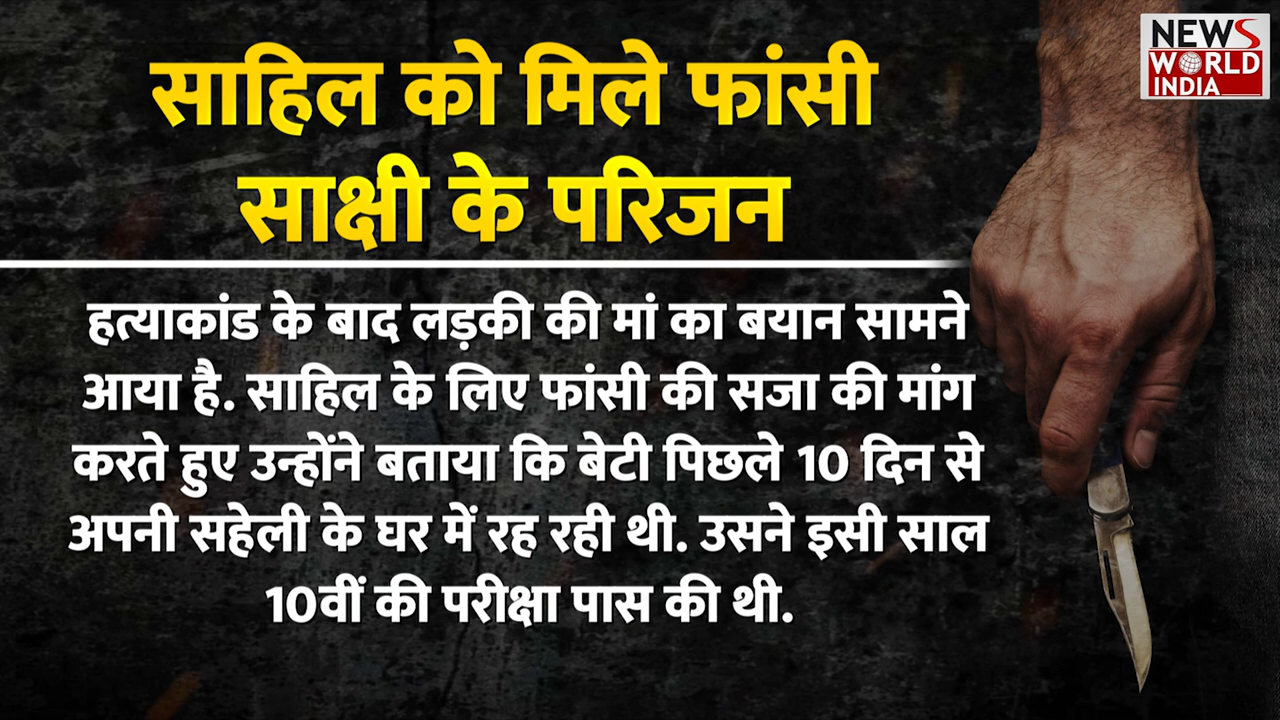 NEWS
WORLD
INDIA
साहिल को मिले फांसी
साक्षी के परिजन
हत्याकांड के बाद लड़की की मां का बयान सामने
आया है. साहिल के लिए फांसी की सजा की मांग
करते हुए उन्होंने बताया कि बेटी पिछले 10 दिन से
अपनी सहेली के घर में रह रही थी. उसने इसी साल
10वीं की परीक्षा पास की थी.